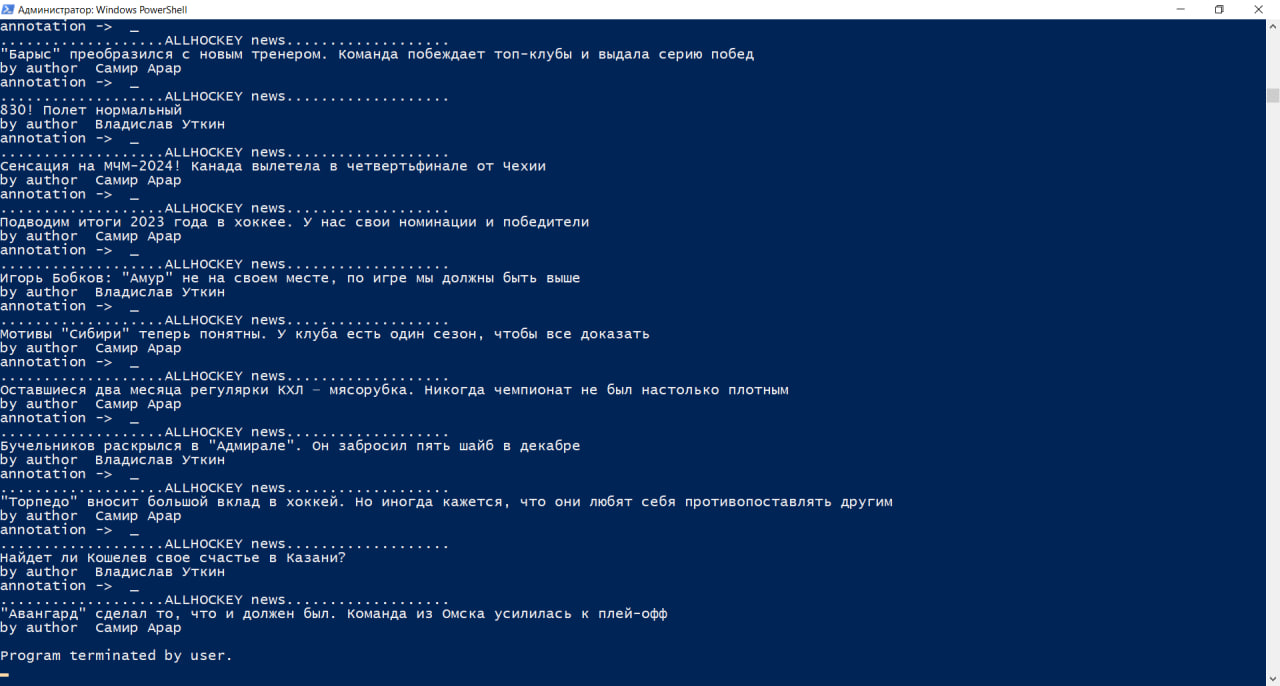 Администратор: Windows PowerShell
annotation ->  _
...................ALLHOCKEY news...................
"Барыс" преобразился с новым тренером. Команда побеждает топ-клубы и выдала серию побед
by author  Самир Арар
annotation ->  _
...................ALLHOCKEY news...................
830! Полет нормальный
by author  Владислав Уткин
annotation ->  _
...................ALLHOCKEY news...................
Сенсация на МЧМ-2024! Канада вылетела в четвертьфинале от Чехии
by author  Самир Арар
annotation ->  _
...................ALLHOCKEY news...................
Подводим итоги 2023 года в хоккее. У нас свои номинации и победители
by author  Самир Арар
annotation ->  _
...................ALLHOCKEY news...................
Игорь Бобков: "Амур" не на своем месте, по игре мы должны быть выше
by author  Владислав Уткин
annotation ->  _
...................ALLHOCKEY news...................
Мотивы "Сибири" теперь понятны. У клуба есть один сезон, чтобы все доказать
by author  Самир Арар
annotation ->  _
...................ALLHOCKEY news...................
Оставшиеся два месяца регулярки КХЛ – мясорубка. Никогда чемпионат не был настолько плотным
by author  Самир Арар
annotation ->  _
...................ALLHOCKEY news...................
Бучельников раскрылся в "Адмирале". Он забросил пять шайб в декабре
by author  Владислав Уткин
annotation ->  _
...................ALLHOCKEY news...................
"Торпедо" вносит большой вклад в хоккей. Но иногда кажется, что они любят себя противопоставлять другим
by author  Самир Арар
annotation ->  _
...................ALLHOCKEY news...................
Найдет ли Кошелев свое счастье в Казани?
by author  Владислав Уткин
annotation ->  _
...................ALLHOCKEY news...................
"Авангард" сделал то, что и должен был. Команда из Омска усилилась к плей-офф
by author  Самир Арар
Program terminated by user.